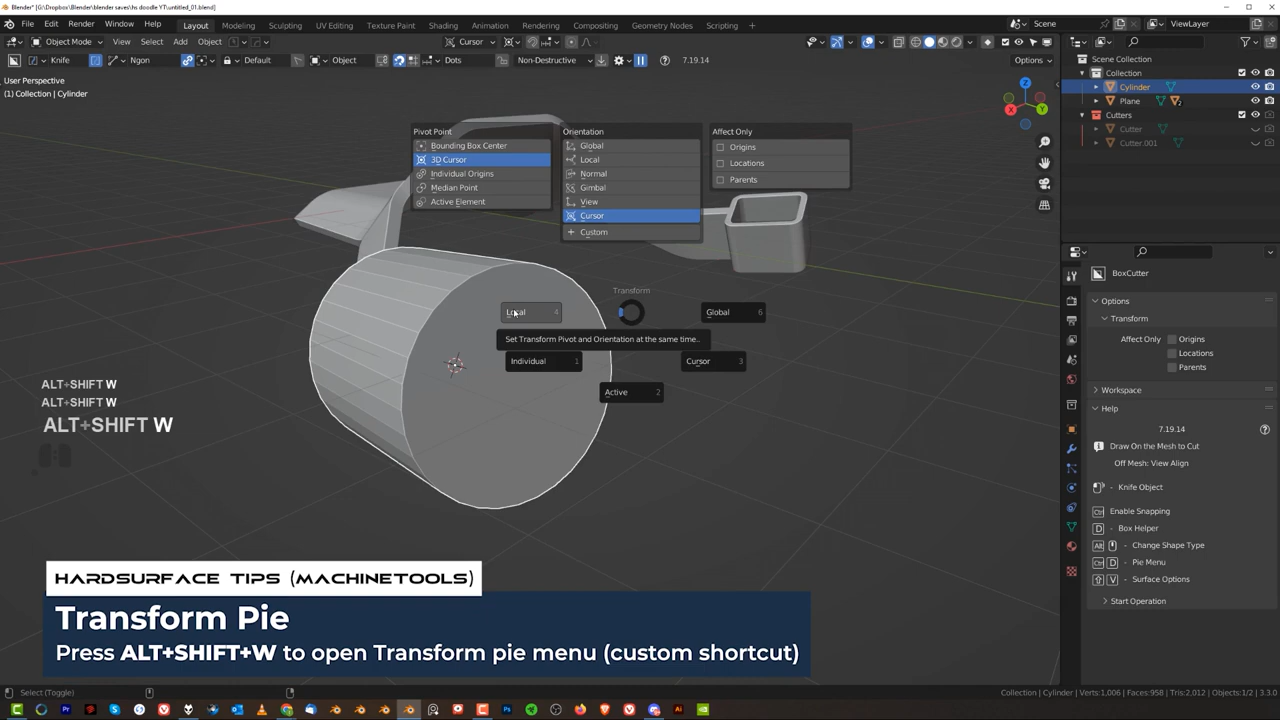 Blender* [G:\Dropbox\Blender\blender saves\hs doodle YT\untitled_01.blend]
File Edit Render Window Help Layout Modeling Sculpting UV Editing Texture Paint Shading Animation Rendering Compositing Geometry Nodes Scripting + Scene ViewLayer
Object Mode View Select Add Object Cursor
Knife Ngon Default Object Dots Non-Destructive 7.19.14 Options
User Perspective
(1) Collection | Cylinder
Pivot Point
Bounding Box Center
3D Cursor
Individual Origins
Median Point
Active Element
Orientation
Global
Local
Normal
Gimbal
View
Cursor
Custom
Affect Only
Origins
Locations
Parents
Transform
Local 4
Global 6
Set Transform Pivot and Orientation at the same time..
Individual 1
Cursor 3
Active 2
ALT+SHIFT W
ALT+SHIFT W
ALT+SHIFT W
HARDSURFACE TIPS (MACHINETOOLS)
Transform Pie
Press ALT+SHIFT+W to open Transform pie menu (custom shortcut)
Scene Collection
Collection
Cylinder
Plane
2
Cutters
Cutter
Cutter.001
BoxCutter
Options
Transform
Affect Only Origins
Locations
Parents
Workspace
Help
7.19.14
Draw On the Mesh to Cut
Off Mesh: View Align
- Knife Object
Ctrl Enable Snapping
D - Box Helper
Alt - Change Shape Type
Ctrl D - Pie Menu
V - Surface Options
Start Operation
Select (Toggle)
Collection | Cylinder | Verts:1,006 | Faces:958 | Tris:2,012 | Objects:1/2 | 3.3.0